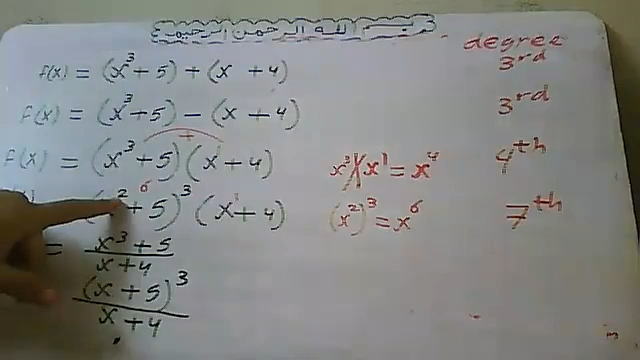 بسم الله الرحمن الرحيم
degree
f(x) = (x³ + 5) + (x + 4) 3rd
f(x) = (x³ + 5) − (x + 4) 3rd
f(x) = (x³ + 5)(x + 4) x³)(x¹ = x⁴ 4th
(x² + 5)³ (x + 4) (x²)³ = x⁶ 7th
= x³ + 5 / x + 4
(x + 5)³ / x + 4